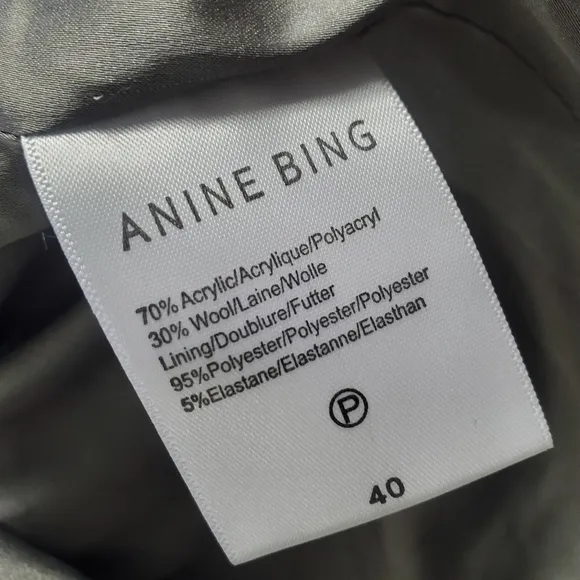 ANINE BING
70% Acrylic/Acrylique/Polyacryl
30% Wool/Laine/Wolle
Lining/Doublure/Futter
95%Polyester/Polyester/Polyester
5%Elastane/Elastanne/Elasthan
P
40